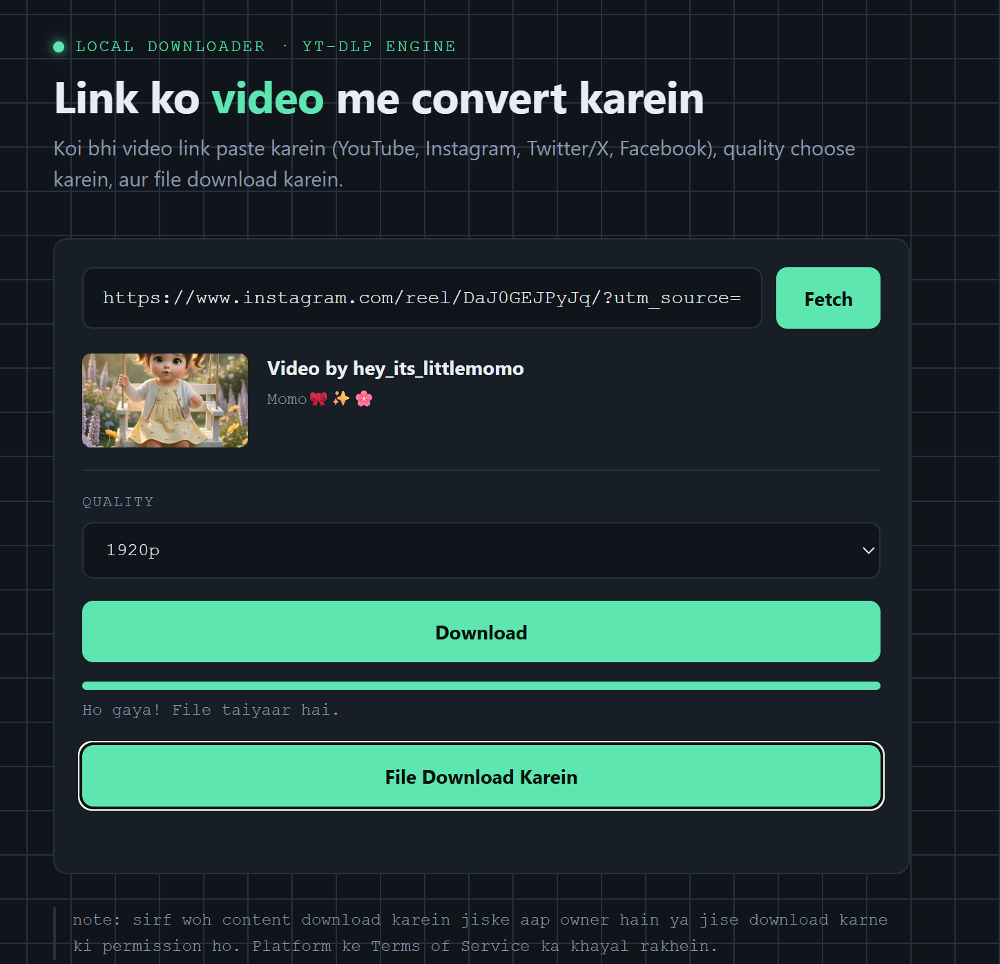 LOCAL DOWNLOADER · YT-DLP ENGINE
Link ko video me convert karein
Koi bhi video link paste karein (YouTube, Instagram, Twitter/X, Facebook), quality choose
karein, aur file download karein.
https://www.instagram.com/reel/DaJ0GEJPyJq/?utm_source=
Fetch
Video by hey_its_littlemomo
Momo🎀✨🌸
QUALITY
1920p
Download
Ho gaya! File taiyaar hai.
File Download Karein
note: sirf woh content download karein jiske aap owner hain ya jise download karne
ki permission ho. Platform ke Terms of Service ka khayal rakhein.